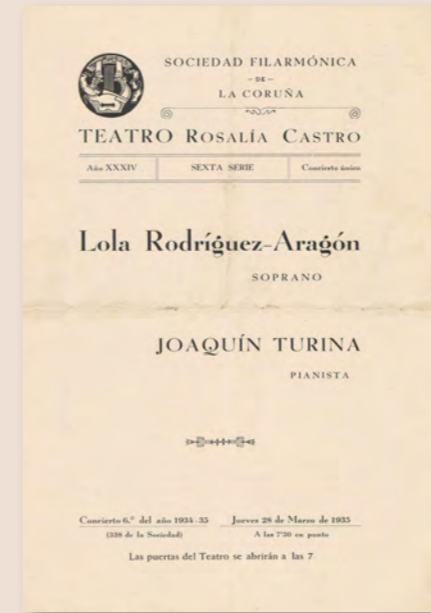 SOCIEDAD FILARMÓNICA
– DE –
LA CORUÑA
TEATRO ROSALÍA CASTRO
Año XXXIV SEXTA SERIE Concierto único
Lola Rodríguez-Aragón
SOPRANO
JOAQUÍN TURINA
PIANISTA
Concierto 6.º del año 1934-35 Jueves 28 de Marzo de 1935
(338 de la Sociedad) A las 7'30 en punto
Las puertas del Teatro se abrirán a las 7